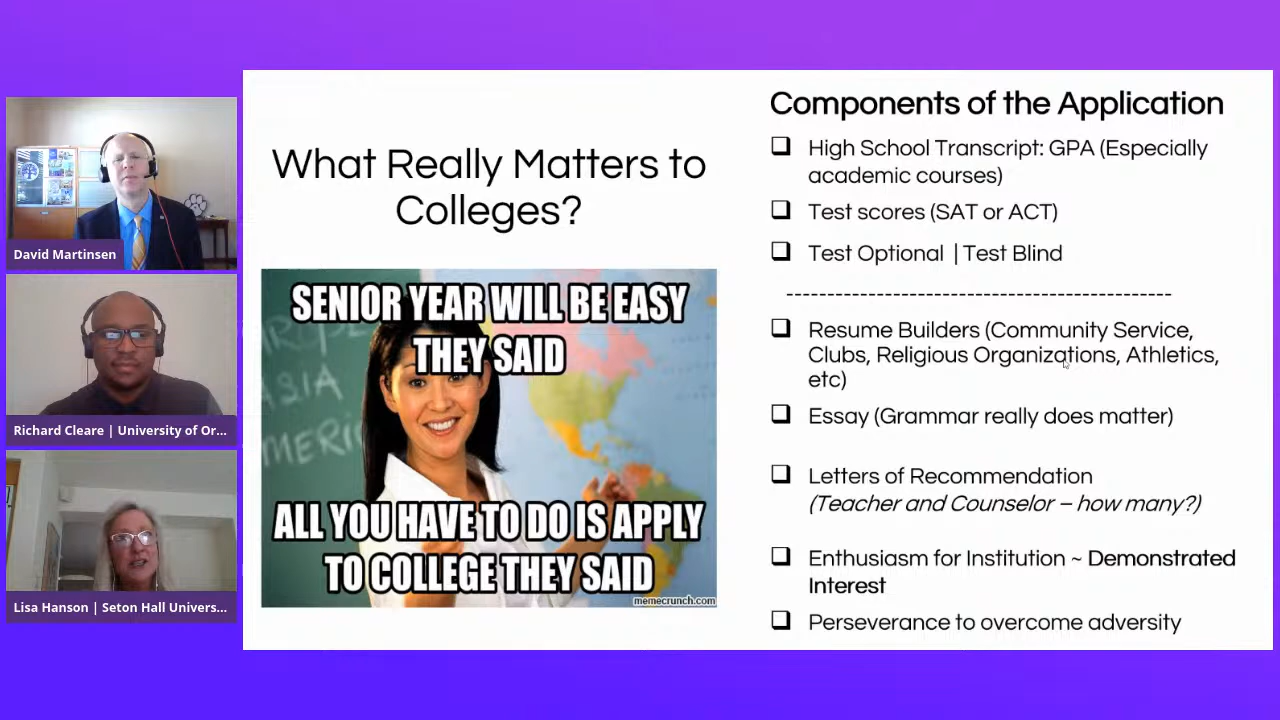 David Martinsen
Richard Cleare | University of Or...
Lisa Hanson | Seton Hall Univers...
What Really Matters to
Colleges?
ARIA
AMERI
SENIOR YEAR WILL BE EASY
THEY SAID
ALL YOU HAVE TO DO IS APPLY
TO COLLEGE THEY SAID
memecrunch.com
Components of the Application
❑ High School Transcript: GPA (Especially
academic courses)
❑ Test scores (SAT or ACT)
❑ Test Optional | Test Blind
-----------------------------------------------
❑ Resume Builders (Community Service,
Clubs, Religious Organizations, Athletics,
etc)
❑ Essay (Grammar really does matter)
❑ Letters of Recommendation
(Teacher and Counselor – how many?)
❑ Enthusiasm for Institution ~ Demonstrated
Interest
❑ Perseverance to overcome adversity